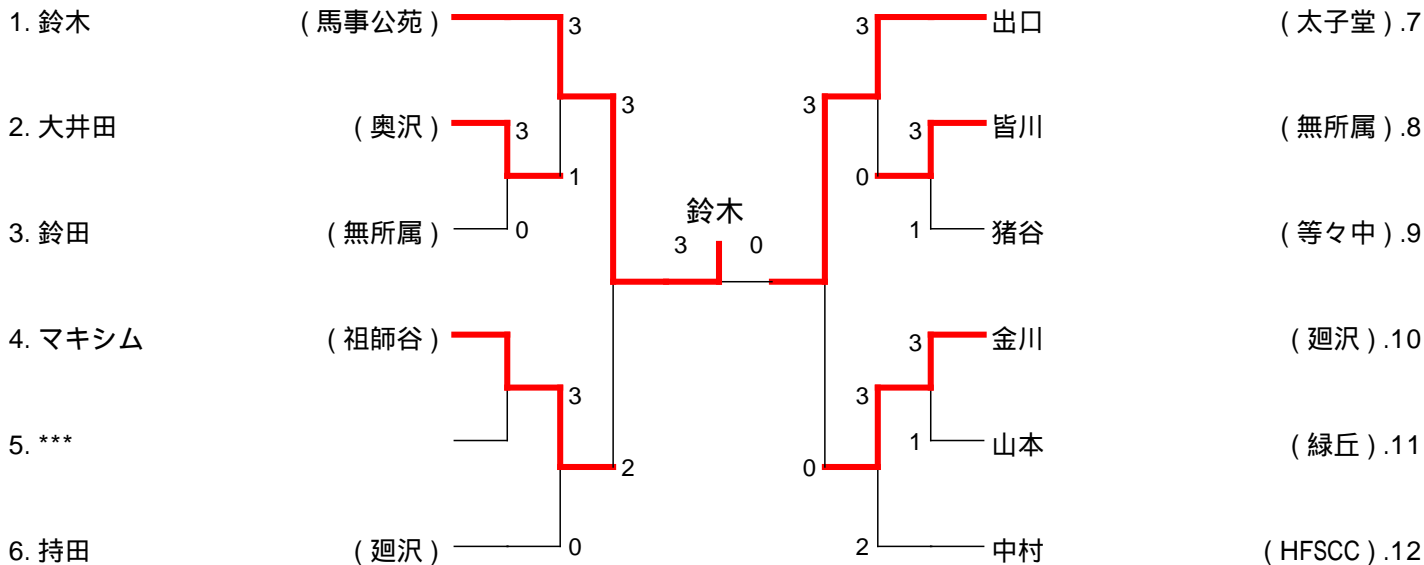 1. 鈴木 ( 馬事公苑 ) 3 3 出口 ( 太子堂 ) .7
3 3
2. 大井田 ( 奥沢 ) 3 3 皆川 ( 無所属 ) .8
1 0
鈴木
3. 鈴田 ( 無所属 ) 0 1 猪谷 ( 等々中 ) .9
3 0
4. マキシム ( 祖師谷 ) 3 金川 ( 廻沢 ) .10
3 3
5. *** 1 山本 ( 緑丘 ) .11
2 0
6. 持田 ( 廻沢 ) 0 2 中村 ( HFSCC ) .12